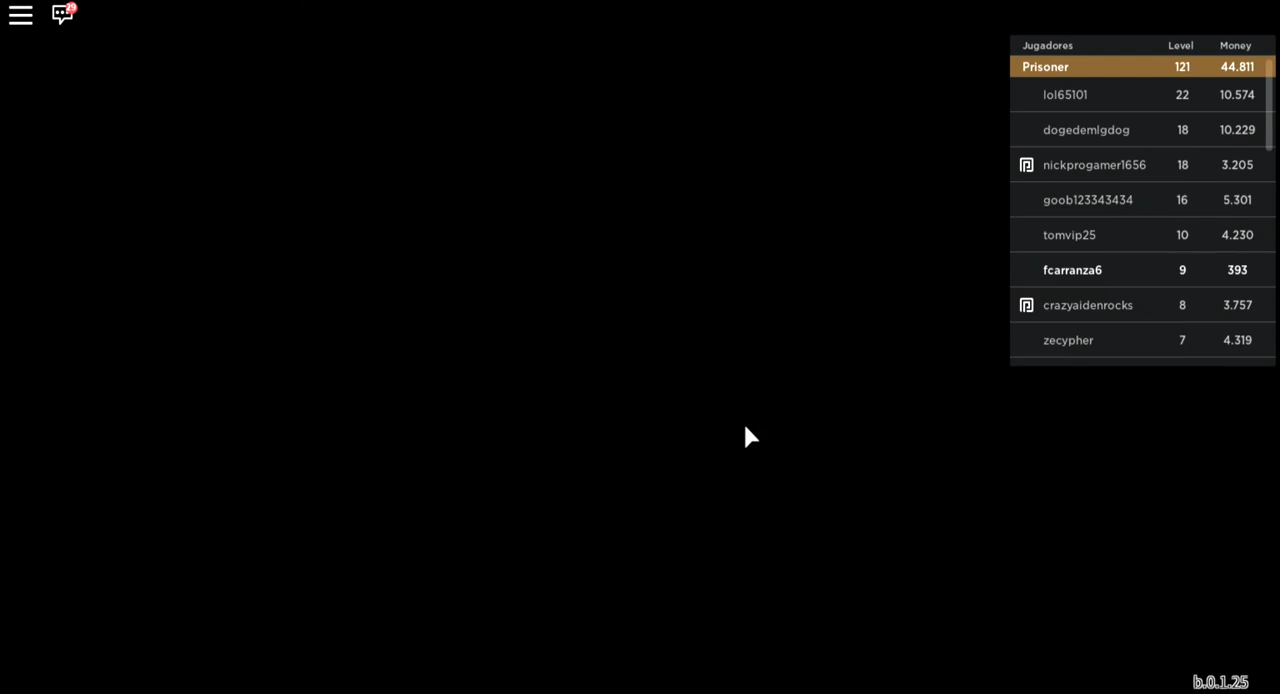 29
Jugadores Level Money
Prisoner 121 44.811
lol65101 22 10.574
dogedemlgdog 18 10.229
nickprogamer1656 18 3.205
goob123343434 16 5.301
tomvip25 10 4.230
fcarranza6 9 393
crazyaidenrocks 8 3.757
zecypher 7 4.319
b.0.1.25